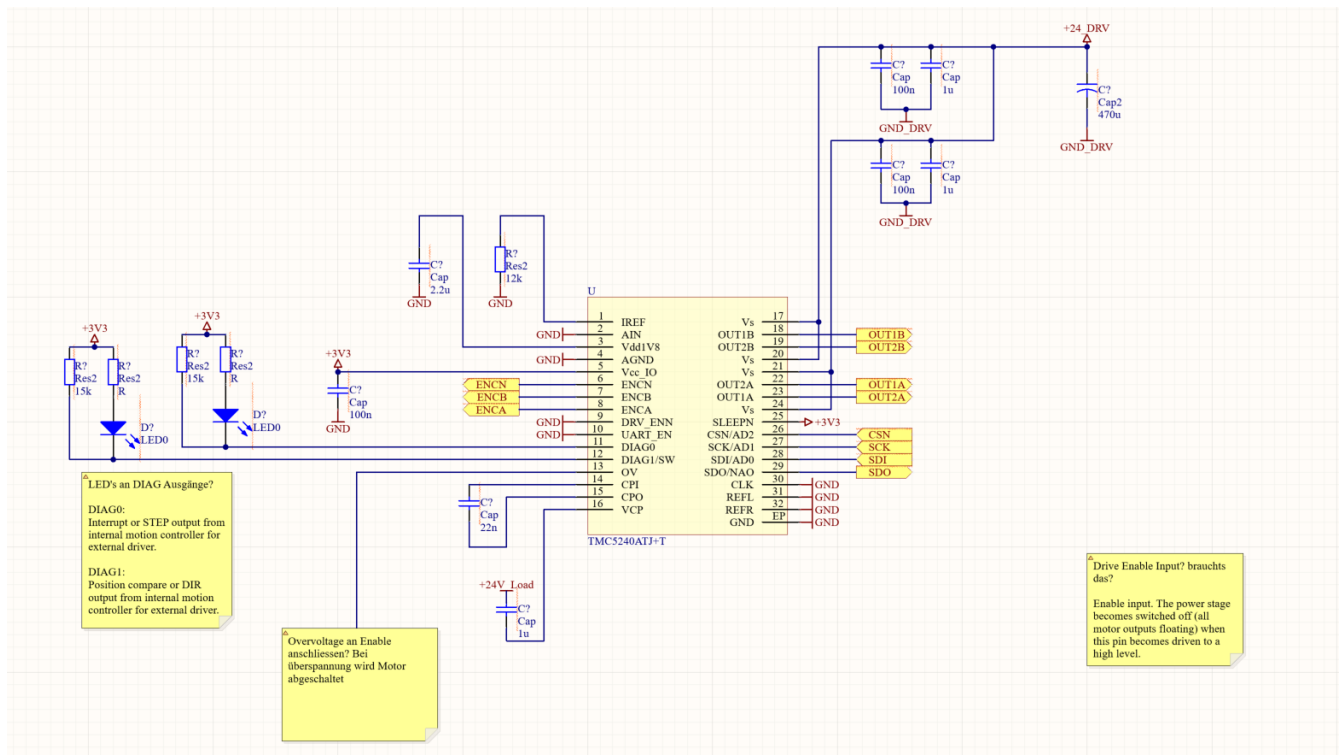 +24_DRV
C?
Cap
100n
C?
Cap
1u
C?
Cap2
470u
GND_DRV
GND_DRV
C?
Cap
100n
C?
Cap
1u
GND_DRV
C?
Cap
2.2u
GND
R?
Res2
12k
GND
+3V3
R?
Res2
15k
R?
Res2
R
D?
LED0
+3V3
R?
Res2
15k
R?
Res2
R
D?
LED0
+3V3
C?
Cap
100n
GND
ENCN
ENCB
ENCA
GND
GND
GND
GND
U
1 IREF
2 AIN
3 Vdd1V8
4 AGND
5 Vcc_IO
6 ENCN
7 ENCB
8 ENCA
9 DRV_ENN
10 UART_EN
11 DIAG0
12 DIAG1/SW
13 OV
14 CPI
15 CPO
16 VCP
Vs 17
OUT1B 18
OUT2B 19
Vs 20
Vs 21
OUT2A 22
OUT1A 23
Vs 24
SLEEPN 25
CSN/AD2 26
SCK/AD1 27
SDI/AD0 28
SDO/NAO 29
CLK 30
REFL 31
REFR 32
GND EP
TMC5240ATJ+T
OUT1B
OUT2B
OUT1A
OUT2A
+3V3
CSN
SCK
SDI
SDO
GND
GND
GND
GND
C?
Cap
22n
+24V_Load
C?
Cap
1u
LED's an DIAG Ausgänge?
DIAG0:
Interrupt or STEP output from
internal motion controller for
external driver.
DIAG1:
Position compare or DIR
output from internal motion
controller for external driver.
Overvoltage an Enable
anschliessen? Bei
überspannung wird Motor
abgeschaltet
Drive Enable Input? brauchts
das?
Enable input. The power stage
becomes switched off (all
motor outputs floating) when
this pin becomes driven to a
high level.